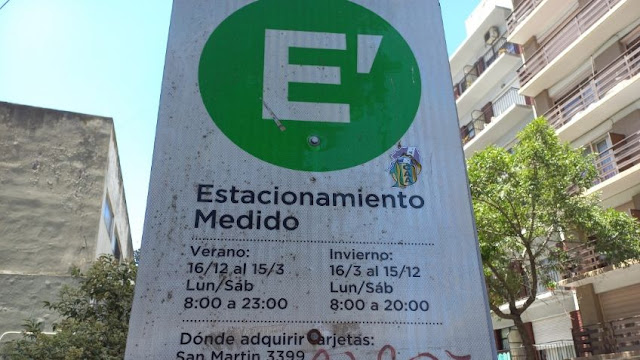 E'
Estacionamiento
Medido
Verano: Invierno:
16/12 al 15/3 16/3 al 15/12
Lun/Sáb Lun/Sáb
8:00 a 23:00 8:00 a 20:00
Dónde adquirir tarjetas:
San Martin 3399